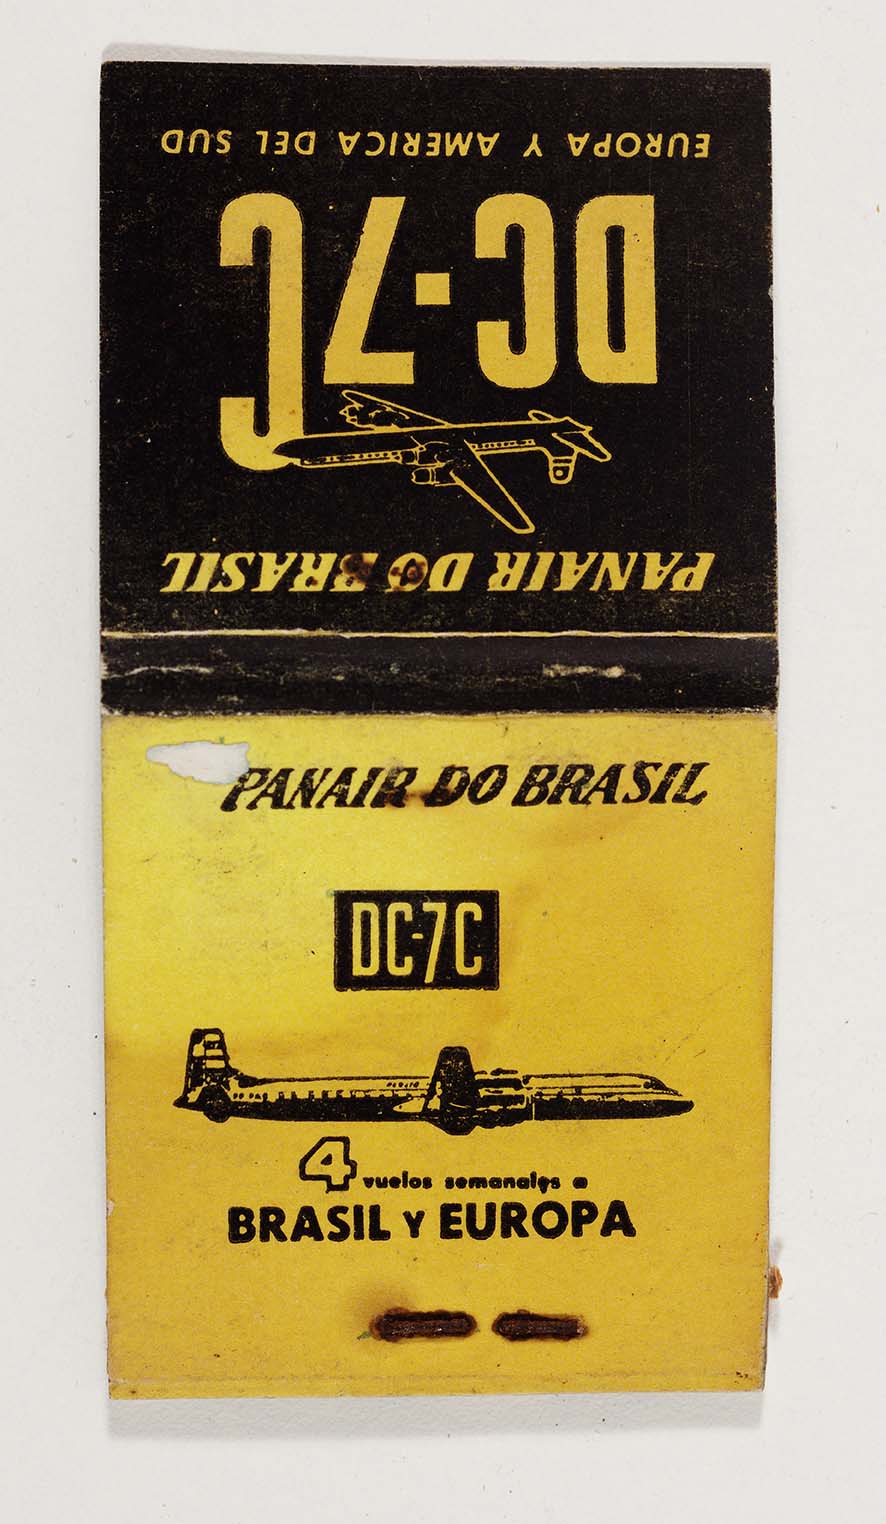 PANAIR DO BRASIL
DC-7C
EUROPA Y AMERICA DEL SUD
PANAIR DO BRASIL
DC-7C
4 vuelos semanales a
BRASIL Y EUROPA